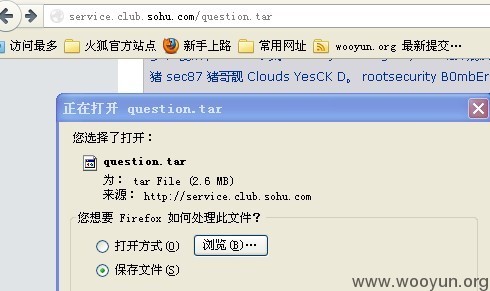 service.club.sohu.com/question.tar
访问最多 火狐官方站点 新手上路 常用网址 wooyun.org 最新提交…
猪 sec87 猪哥靓 Clouds YesCK D。 rootsecurity B0mbEr
正在打开 question.tar
您选择了打开：
question.tar
为： tar File (2.6 MB)
来源： http://service.club.sohu.com
您想要 Firefox 如何处理此文件？
打开方式(O) 浏览(B)…
保存文件(S)
www.wooyun.org